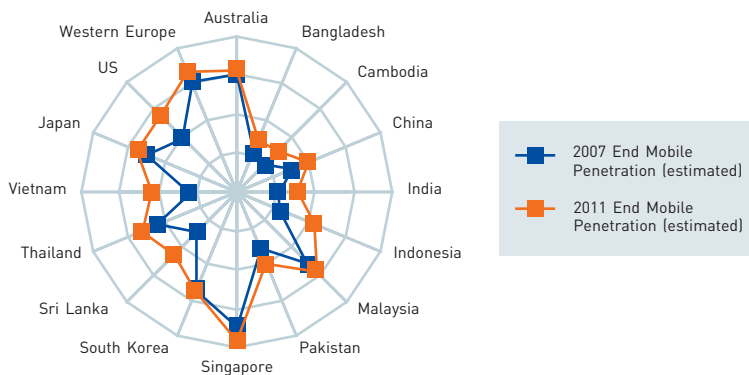 Australia
Bangladesh
Cambodia
China
India
Indonesia
Malaysia
Pakistan
Singapore
South Korea
Sri Lanka
Thailand
Vietnam
Japan
US
Western Europe
2007 End Mobile
Penetration (estimated)
2011 End Mobile
Penetration (estimated)